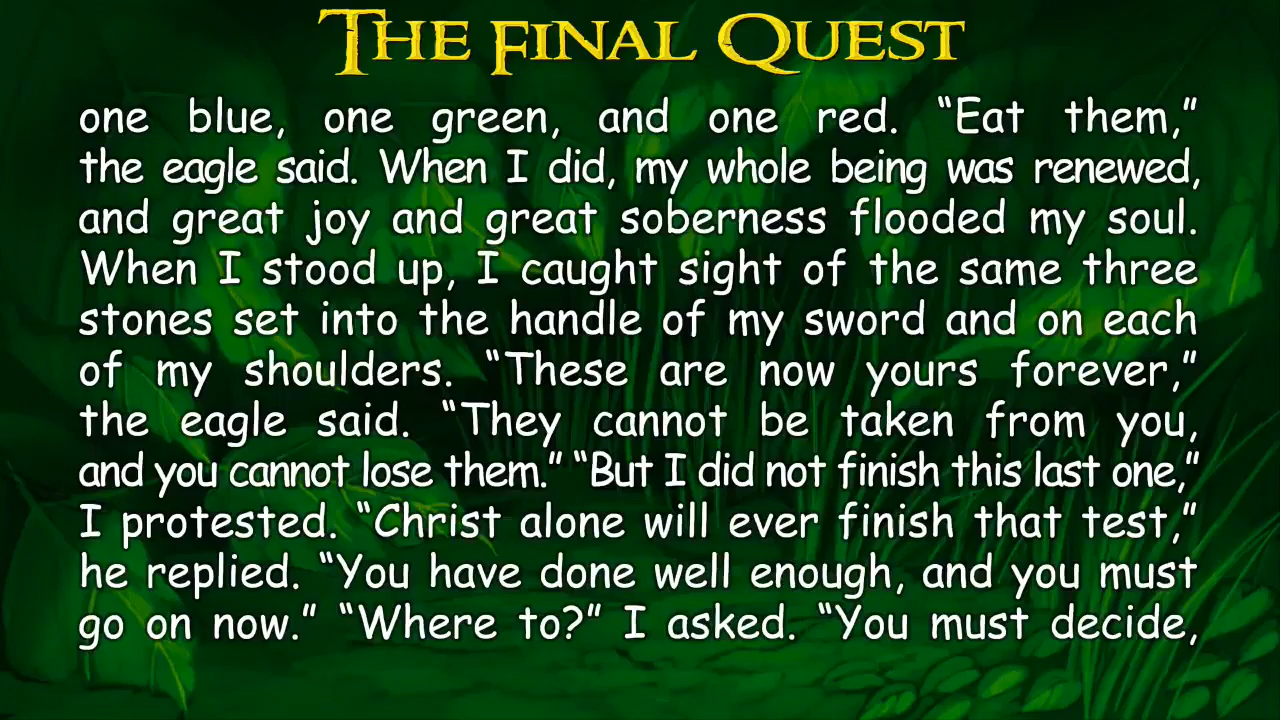 The Final Quest
one blue, one green, and one red. “Eat them,”
the eagle said. When I did, my whole being was renewed,
and great joy and great soberness flooded my soul.
When I stood up, I caught sight of the same three
stones set into the handle of my sword and on each
of my shoulders. “These are now yours forever,”
the eagle said. “They cannot be taken from you,
and you cannot lose them.” “But I did not finish this last one,”
I protested. “Christ alone will ever finish that test,”
he replied. “You have done well enough, and you must
go on now.” “Where to?” I asked. “You must decide,